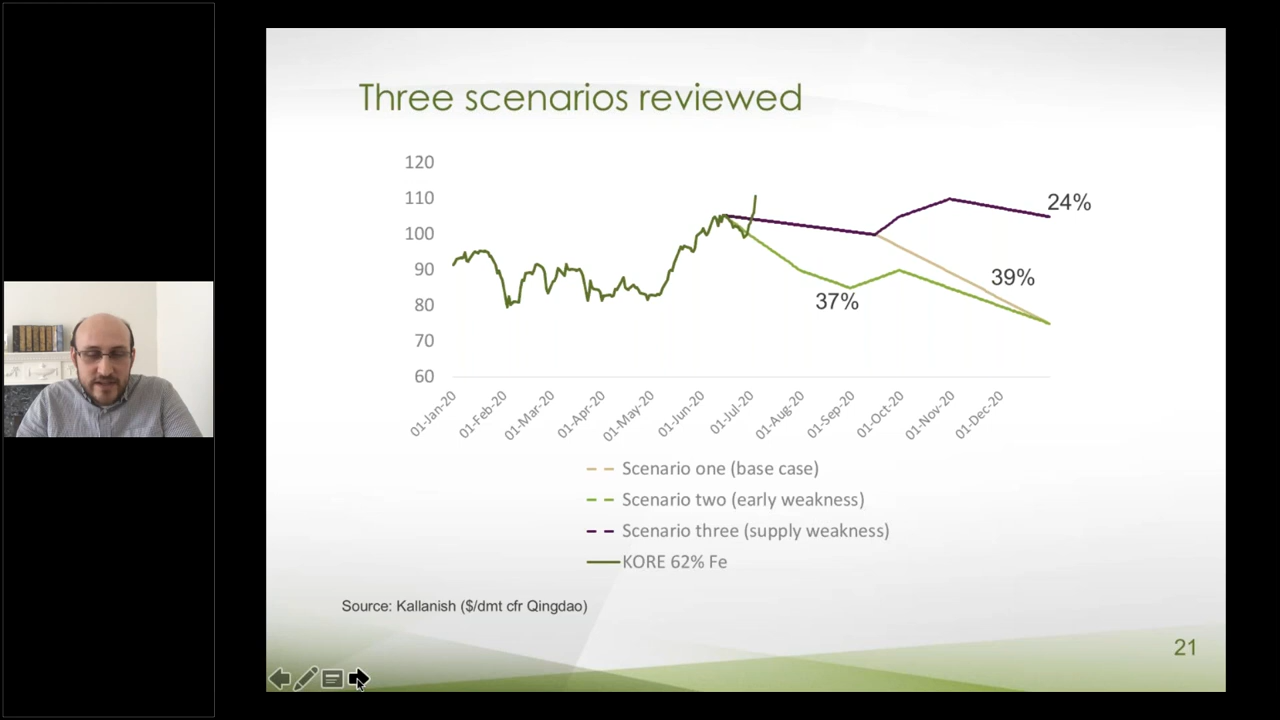 Three scenarios reviewed
120
110
100
90
80
70
60
24%
39%
37%
01-Jan-20
01-Feb-20
01-Mar-20
01-Apr-20
01-May-20
01-Jun-20
01-Jul-20
01-Aug-20
01-Sep-20
01-Oct-20
01-Nov-20
01-Dec-20
Scenario one (base case)
Scenario two (early weakness)
Scenario three (supply weakness)
KORE 62% Fe
Source: Kallanish ($/dmt cfr Qingdao)
21